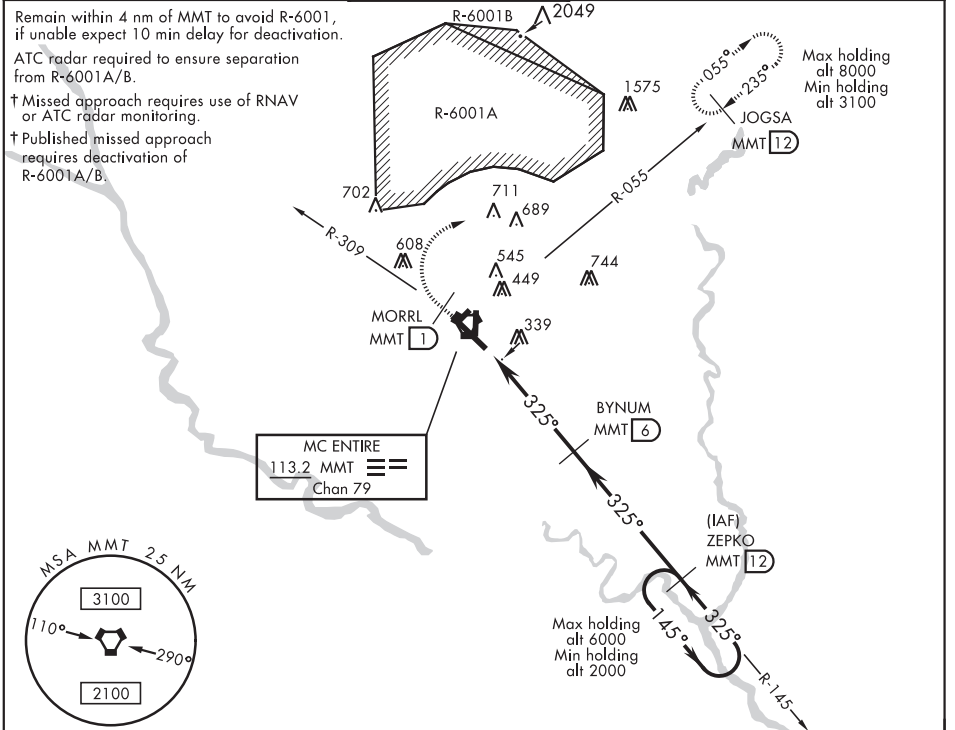 Remain within 4 nm of MMT to avoid R-6001,
if unable expect 10 min delay for deactivation.
ATC radar required to ensure separation
from R-6001A/B.
† Missed approach requires use of RNAV
or ATC radar monitoring.
† Published missed approach
requires deactivation of
R-6001A/B.
R-6001B
2049
R-6001A
1575
055°
235°
Max holding
alt 8000
Min holding
alt 3100
JOGSA
MMT 12
R-055
702
711
689
R-309
608
545
449
744
MORRL
MMT 1
339
325°
BYNUM
MMT 6
MC ENTIRE
113.2 MMT
Chan 79
325°
(IAF)
ZEPKO
MMT 12
145°
325°
Max holding
alt 6000
Min holding
alt 2000
R-145
MSA MMT 25 NM
3100
110°
290°
2100